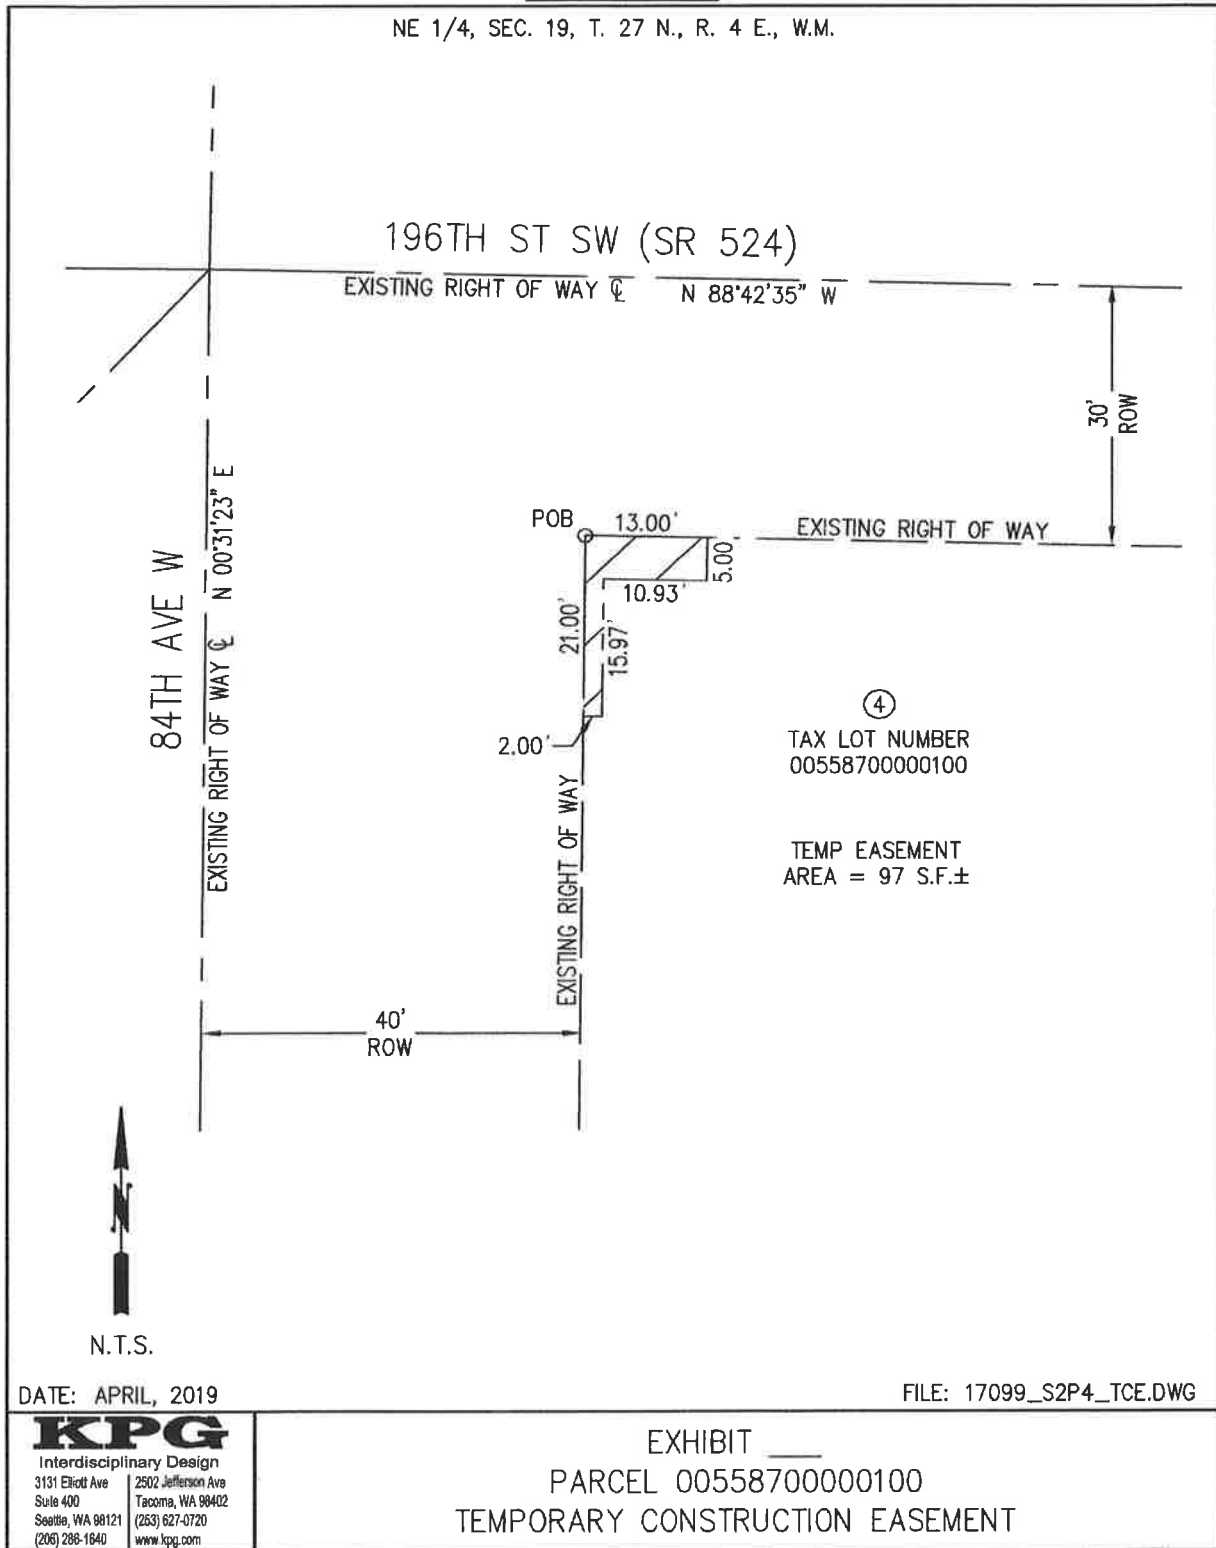 NE 1/4, SEC. 19, T. 27 N., R. 4 E., W.M.
196TH ST SW (SR 524)
EXISTING RIGHT OF WAY ℄ N 88°42'35" W
30'
ROW
84TH AVE W
EXISTING RIGHT OF WAY ℄ N 00°31'23" E
POB
13.00'
EXISTING RIGHT OF WAY
5.00'
10.93'
21.00'
15.97'
2.00'
EXISTING RIGHT OF WAY
4
TAX LOT NUMBER
00558700000100
TEMP EASEMENT
AREA = 97 S.F.±
40'
ROW
N
N.T.S.
DATE: APRIL, 2019
FILE: 17099_S2P4_TCE.DWG
KPG
Interdisciplinary Design
3131 Elliott Ave
Suite 400
Seattle, WA 98121
(206) 286-1640
2502 Jefferson Ave
Tacoma, WA 98402
(253) 627-0720
www.kpg.com
EXHIBIT ___
PARCEL 00558700000100
TEMPORARY CONSTRUCTION EASEMENT